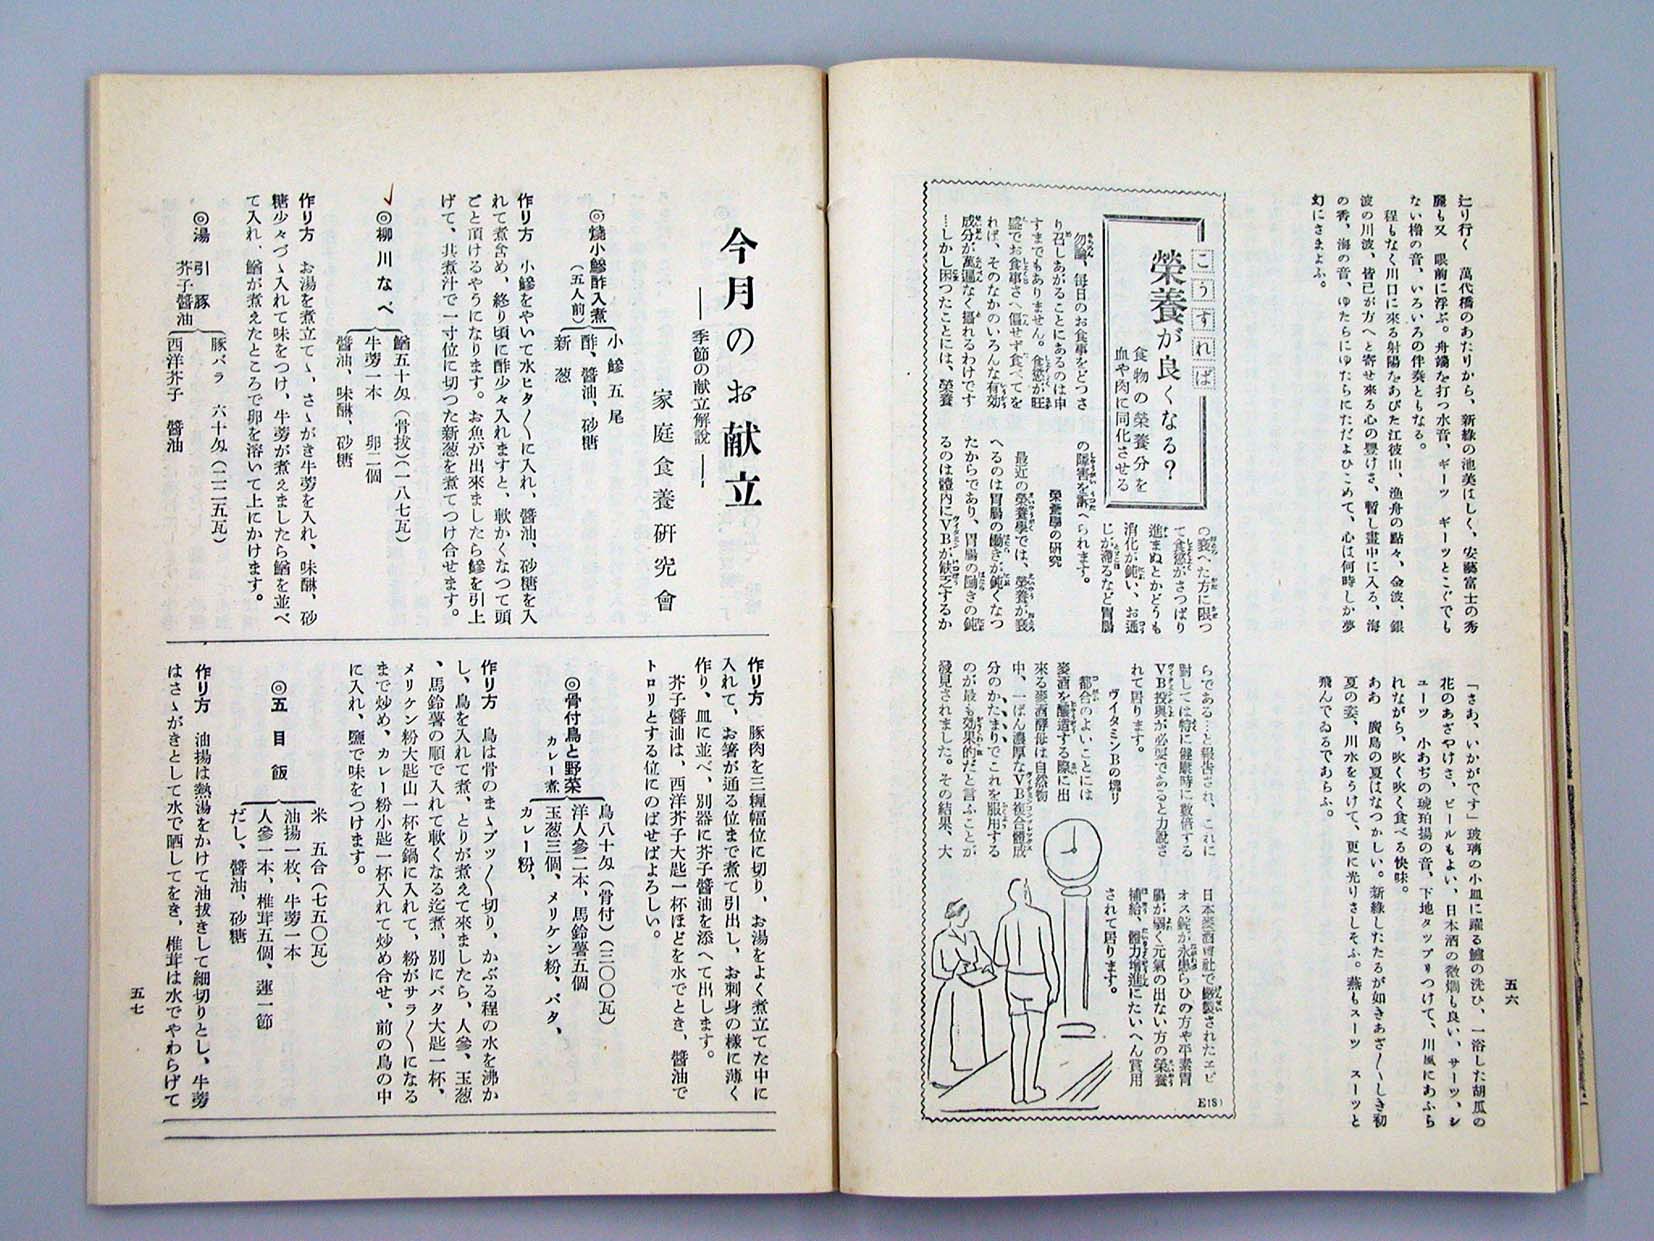 辿り行く　萬代橋のあたりから、新綠の池美はしく、安藝富士の秀
麗も又　眼前に浮ぶ。舟端を打つ水音、ギーツ　ギーツとこぐでも
ない櫓の音、いろいろの伴奏ともなる。
程もなく川口に來る射陽をあびた江彼山、漁舟の點々、金波、銀
波の川波、皆己が方へと寄せ來る心の豐けさ、暫し畫中に入る、海
の香、海の音、ゆたらにゆたらにただよひこめて、心は何時しか夢
幻にさまよふ。
「さあ、いかがです」玻璃の小皿に躍る鱸の洗ひ、一浴した胡瓜の
花のあざやけさ、ビールもよい、日本酒の微燗も良い、サーツ、シ
ューツ　小あぢの琥珀揚の音、下地タップリつけて、川風にあふら
れながら、吹く吹く食べる快味。
ああ　廣島の夏はなつかしい。新綠したたるが如きあざ〳〵しき初
夏の姿、川水をうけて、更に光りさしそふ。燕もスーツ　スーツと
飛んでゐるであらふ。
五六
こうすれば
榮養が良くなる？
食物の榮養分を
血や肉に同化させる
勿論、每日のお食事をどつさ
り召しあがることにあるのは申
すまでもありません。食慾が旺
盛でお食事さへ偏せず食べてを
れば、そのなかのいろんな有効
成分が萬遍なく攝れるわけです
…しかし困つたことには、榮養
の衰へた方に限つ
て食慾がさつぱり
進まぬとかどうも
消化が鈍い、お通
じが滯るなど胃腸
の障害を訴へられます。
榮養學の硏究
最近の榮養學では、榮養が衰
へるのは胃腸の働きが鈍くなつ
たからであり、胃腸の働きの鈍
るのは體內にVBが缺乏するか
らである、と報告され、これに
對しては特に健康時に數倍する
VB投與が必要であると力說さ
れて居ります。
ヴイタミンBの塊り
都合のよいことには
麥酒を釀造する際に出
來る麥酒酵母は自然物
中、一ばん濃厚なVB複合體成
分のかたまりでこれを服用する
のが最も効果的だと言ふことが
發見されました。その結果、大
日本麥酒會社で創製されたエビ
オス錠が永患らひの方や平素胃
腸が弱く元氣の出ない方の榮養
補給、體力增進にたいへん賞用
されて居ります。
E(S)
今月のお献立
――季節の献立解說――
家庭食養硏究會
◎燒小鰺酢入煮
（五人前）
小鰺五尾
酢、醬油、砂糖
新葱
作り方　小鰺をやいて水ヒタ〳〵に入れ、醬油、砂糖を入
れて煮含め、終り頃に酢少々入れますと、軟かくなつて頭
ごと頂けるやうになります。お魚が出來ましたら鰺を引上
げて、共煮汁で一寸位に切つた新葱を煮てつけ合せます。
◎柳川なべ
鰌五十匁（骨拔）（一八七瓦）
牛蒡一本　卵二個
醬油、味醂、砂糖
作り方　お湯を煮立てゝ、さゝがき牛蒡を入れ、味醂、砂
糖少々づゝ入れて味をつけ、牛蒡が煮えましたら鰌を並べ
て入れ、鰌が煮えたところで卵を溶いて上にかけます。
◎湯引豚
芥子醬油
豚バラ　六十匁（二二五瓦）
西洋芥子　醬油
作り方　豚肉を三糎幅位に切り、お湯をよく煮立てた中に
入れて、お箸が通る位まで煮て引出し、お刺身の樣に薄く
作り、皿に並べ、別器に芥子醬油を添へて出します。
芥子醬油は、西洋芥子大匙一杯ほどを水でとき、醬油で
トロリとする位にのばせばよろしい。
◎骨付鳥と野菜
カレー煮
鳥八十匁（骨付）（三〇〇瓦）
洋人參二本、馬鈴薯五個
玉葱三個、メリケン粉、バタ、
カレー粉、
作り方　鳥は骨のまゝブツ〳〵切り、かぶる程の水を沸か
し、鳥を入れて煮、とりが煮えて來ましたら、人參、玉葱
、馬鈴薯の順で入れて軟くなる迄煮、別にバタ大匙一杯、
メリケン粉大匙山一杯を鍋に入れて、粉がサラ〳〵になる
まで炒め、カレー粉小匙一杯入れて炒め合せ、前の鳥の中
に入れ、鹽で味をつけます。
◎五目飯
米　五合（七五〇瓦）
油揚一枚、牛蒡一本
人參一本、椎茸五個、蓮一節
だし、醬油、砂糖
作り方　油揚は熱湯をかけて油拔きして細切りとし、牛蒡
はさゝがきとして水で晒してをき、椎茸は水でやわらげて
五七